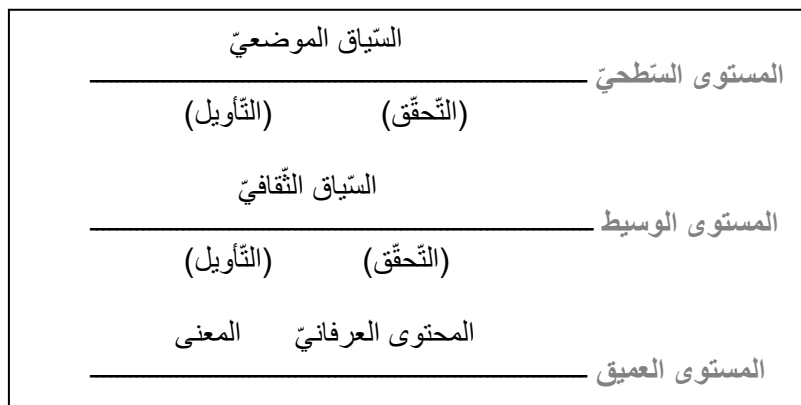 السّياق الموضعيّ
المستوى السّطحيّ
(التّحقّق) (التّأويل)
السّياق الثّقافيّ
المستوى الوسيط
(التّحقّق) (التّأويل)
المحتوى العرفانيّ المعنى
المستوى العميق